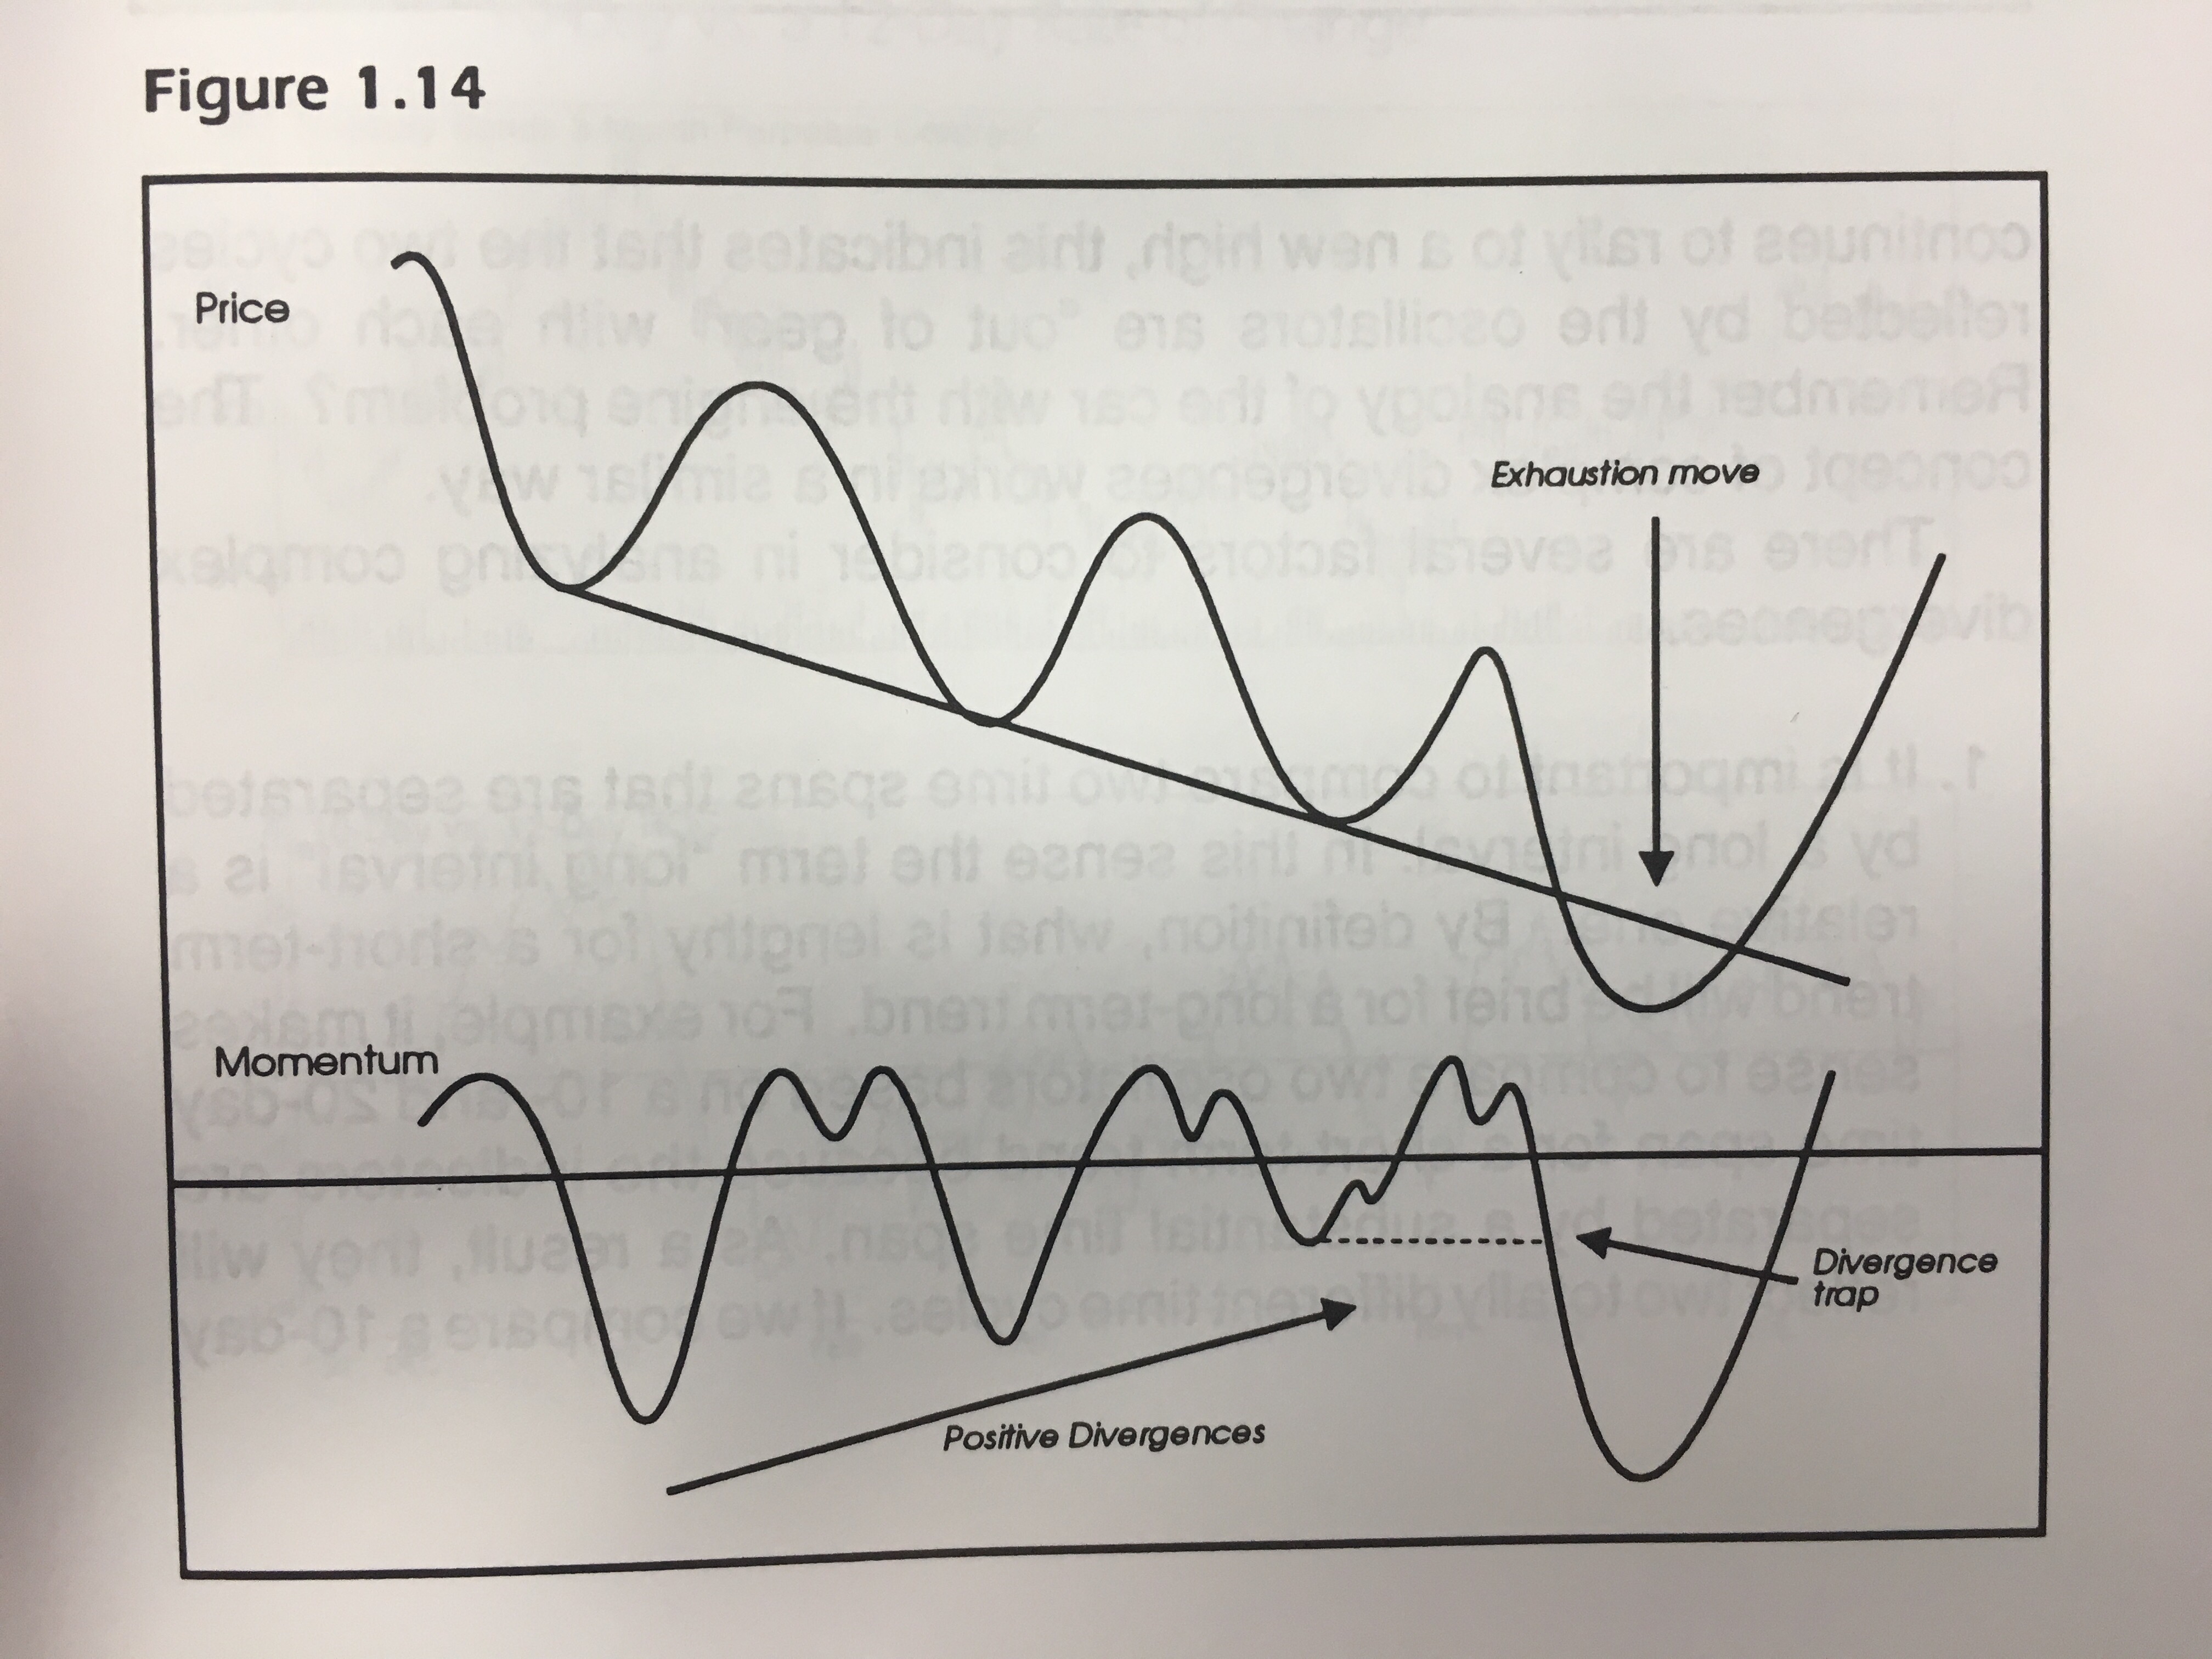 Figure 1.14
Price
Exhaustion move
Momentum
Divergence
trap
Positive Divergences